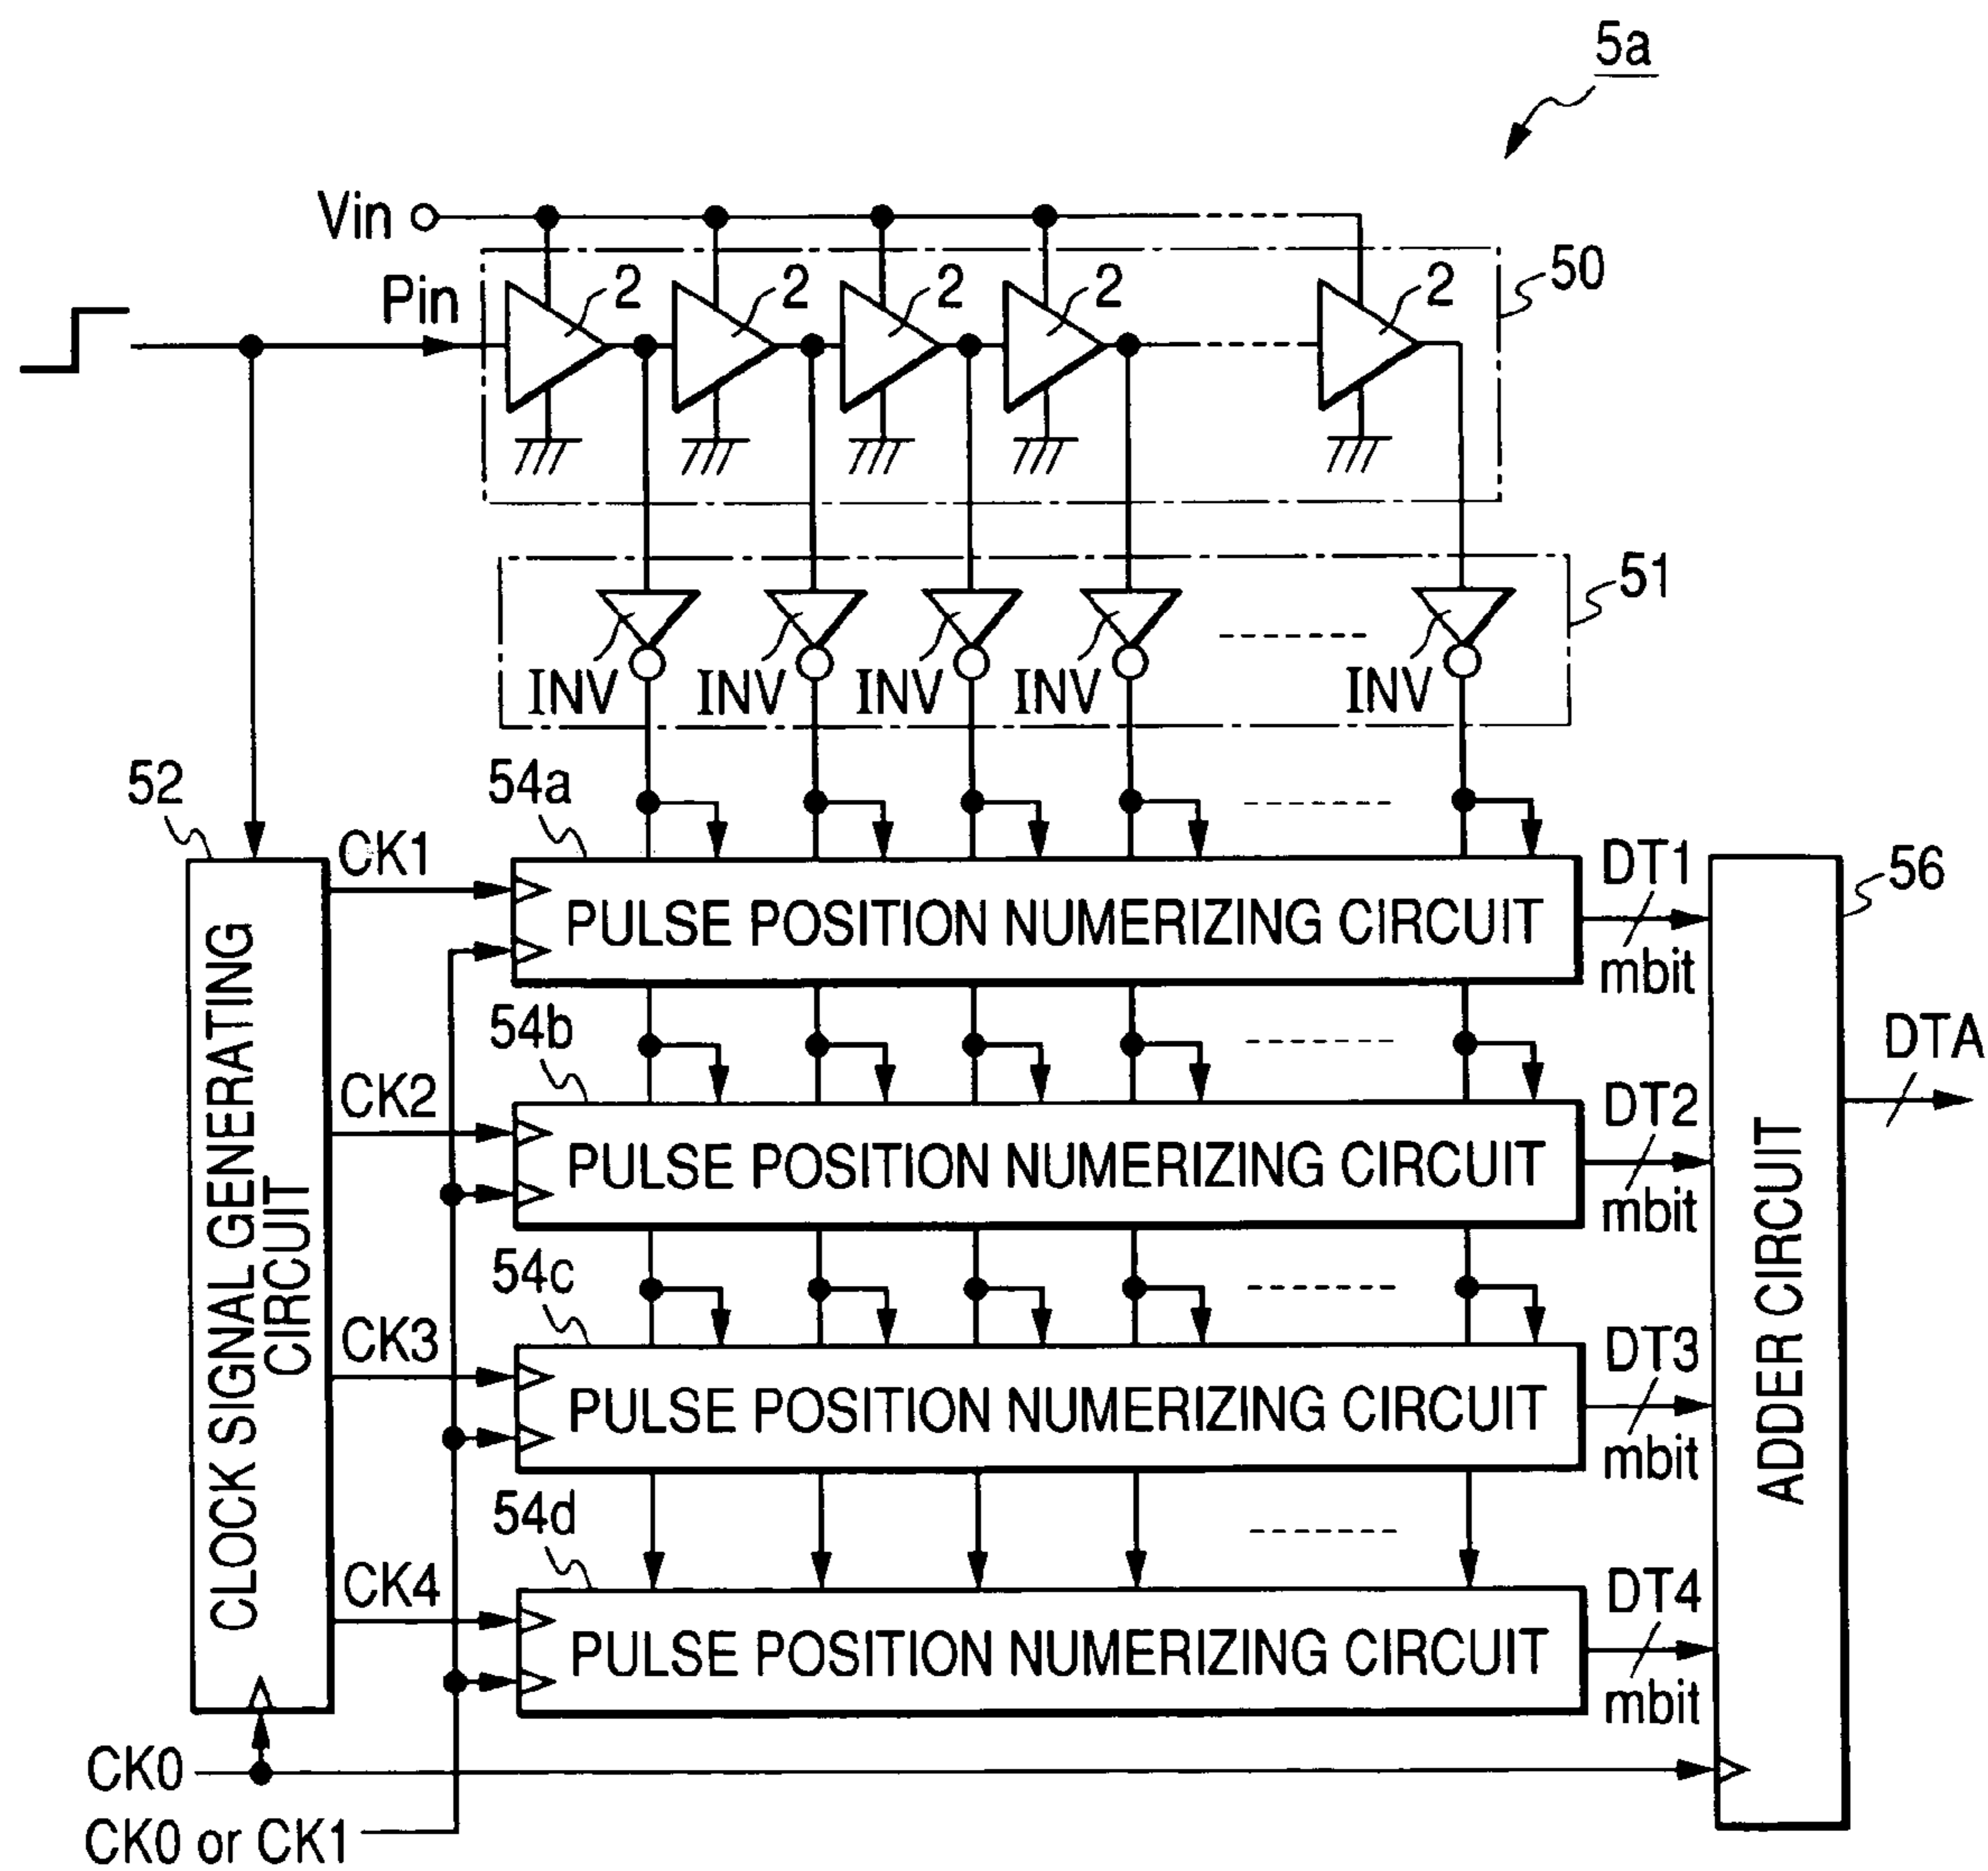 5a
Vin
Pin
2
2
2
2
2
50
51
INV
INV
INV
INV
INV
52
54a
CK1
PULSE POSITION NUMERIZING CIRCUIT
DT1
mbit
56
CLOCK SIGNAL GENERATING
CIRCUIT
54b
CK2
PULSE POSITION NUMERIZING CIRCUIT
DT2
mbit
DTA
ADDER CIRCUIT
54c
CK3
PULSE POSITION NUMERIZING CIRCUIT
DT3
mbit
54d
CK4
PULSE POSITION NUMERIZING CIRCUIT
DT4
mbit
CK0
CK0 or CK1